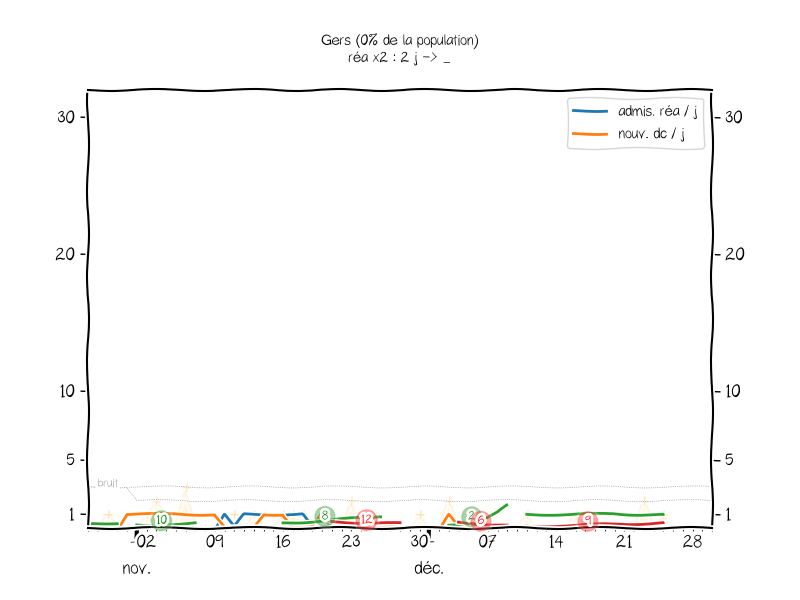 Gers (0% de la population)
réa x2 : 2 j -> _
admis. réa / j
nouv. dc / j
30 30
20 20
10 10
5 5
bruit
1 1
10 8 12 2 6 9
02 09 16 23 30 07 14 21 28
nov. déc.